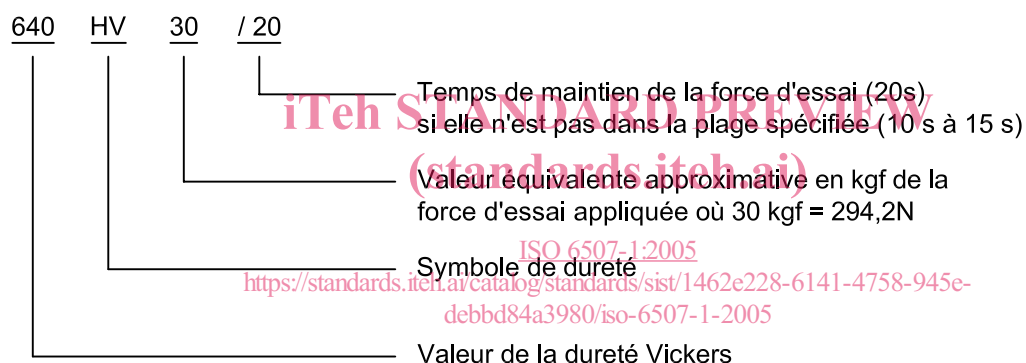 640 HV 30 / 20
Temps de maintien de la force d'essai (20s)
iTeh STANDARD PREVIEW
si elle n'est pas dans la plage spécifiée (10 s à 15 s)
(standards.iteh.ai)
Valeur équivalente approximative en kgf de la
force d'essai appliquée où 30 kgf = 294,2N
ISO 6507-1:2005
Symbole de dureté
https://standards.iteh.ai/catalog/standards/sist/1462e228-6141-4758-945e-
debbd84a3980/iso-6507-1-2005
Valeur de la dureté Vickers